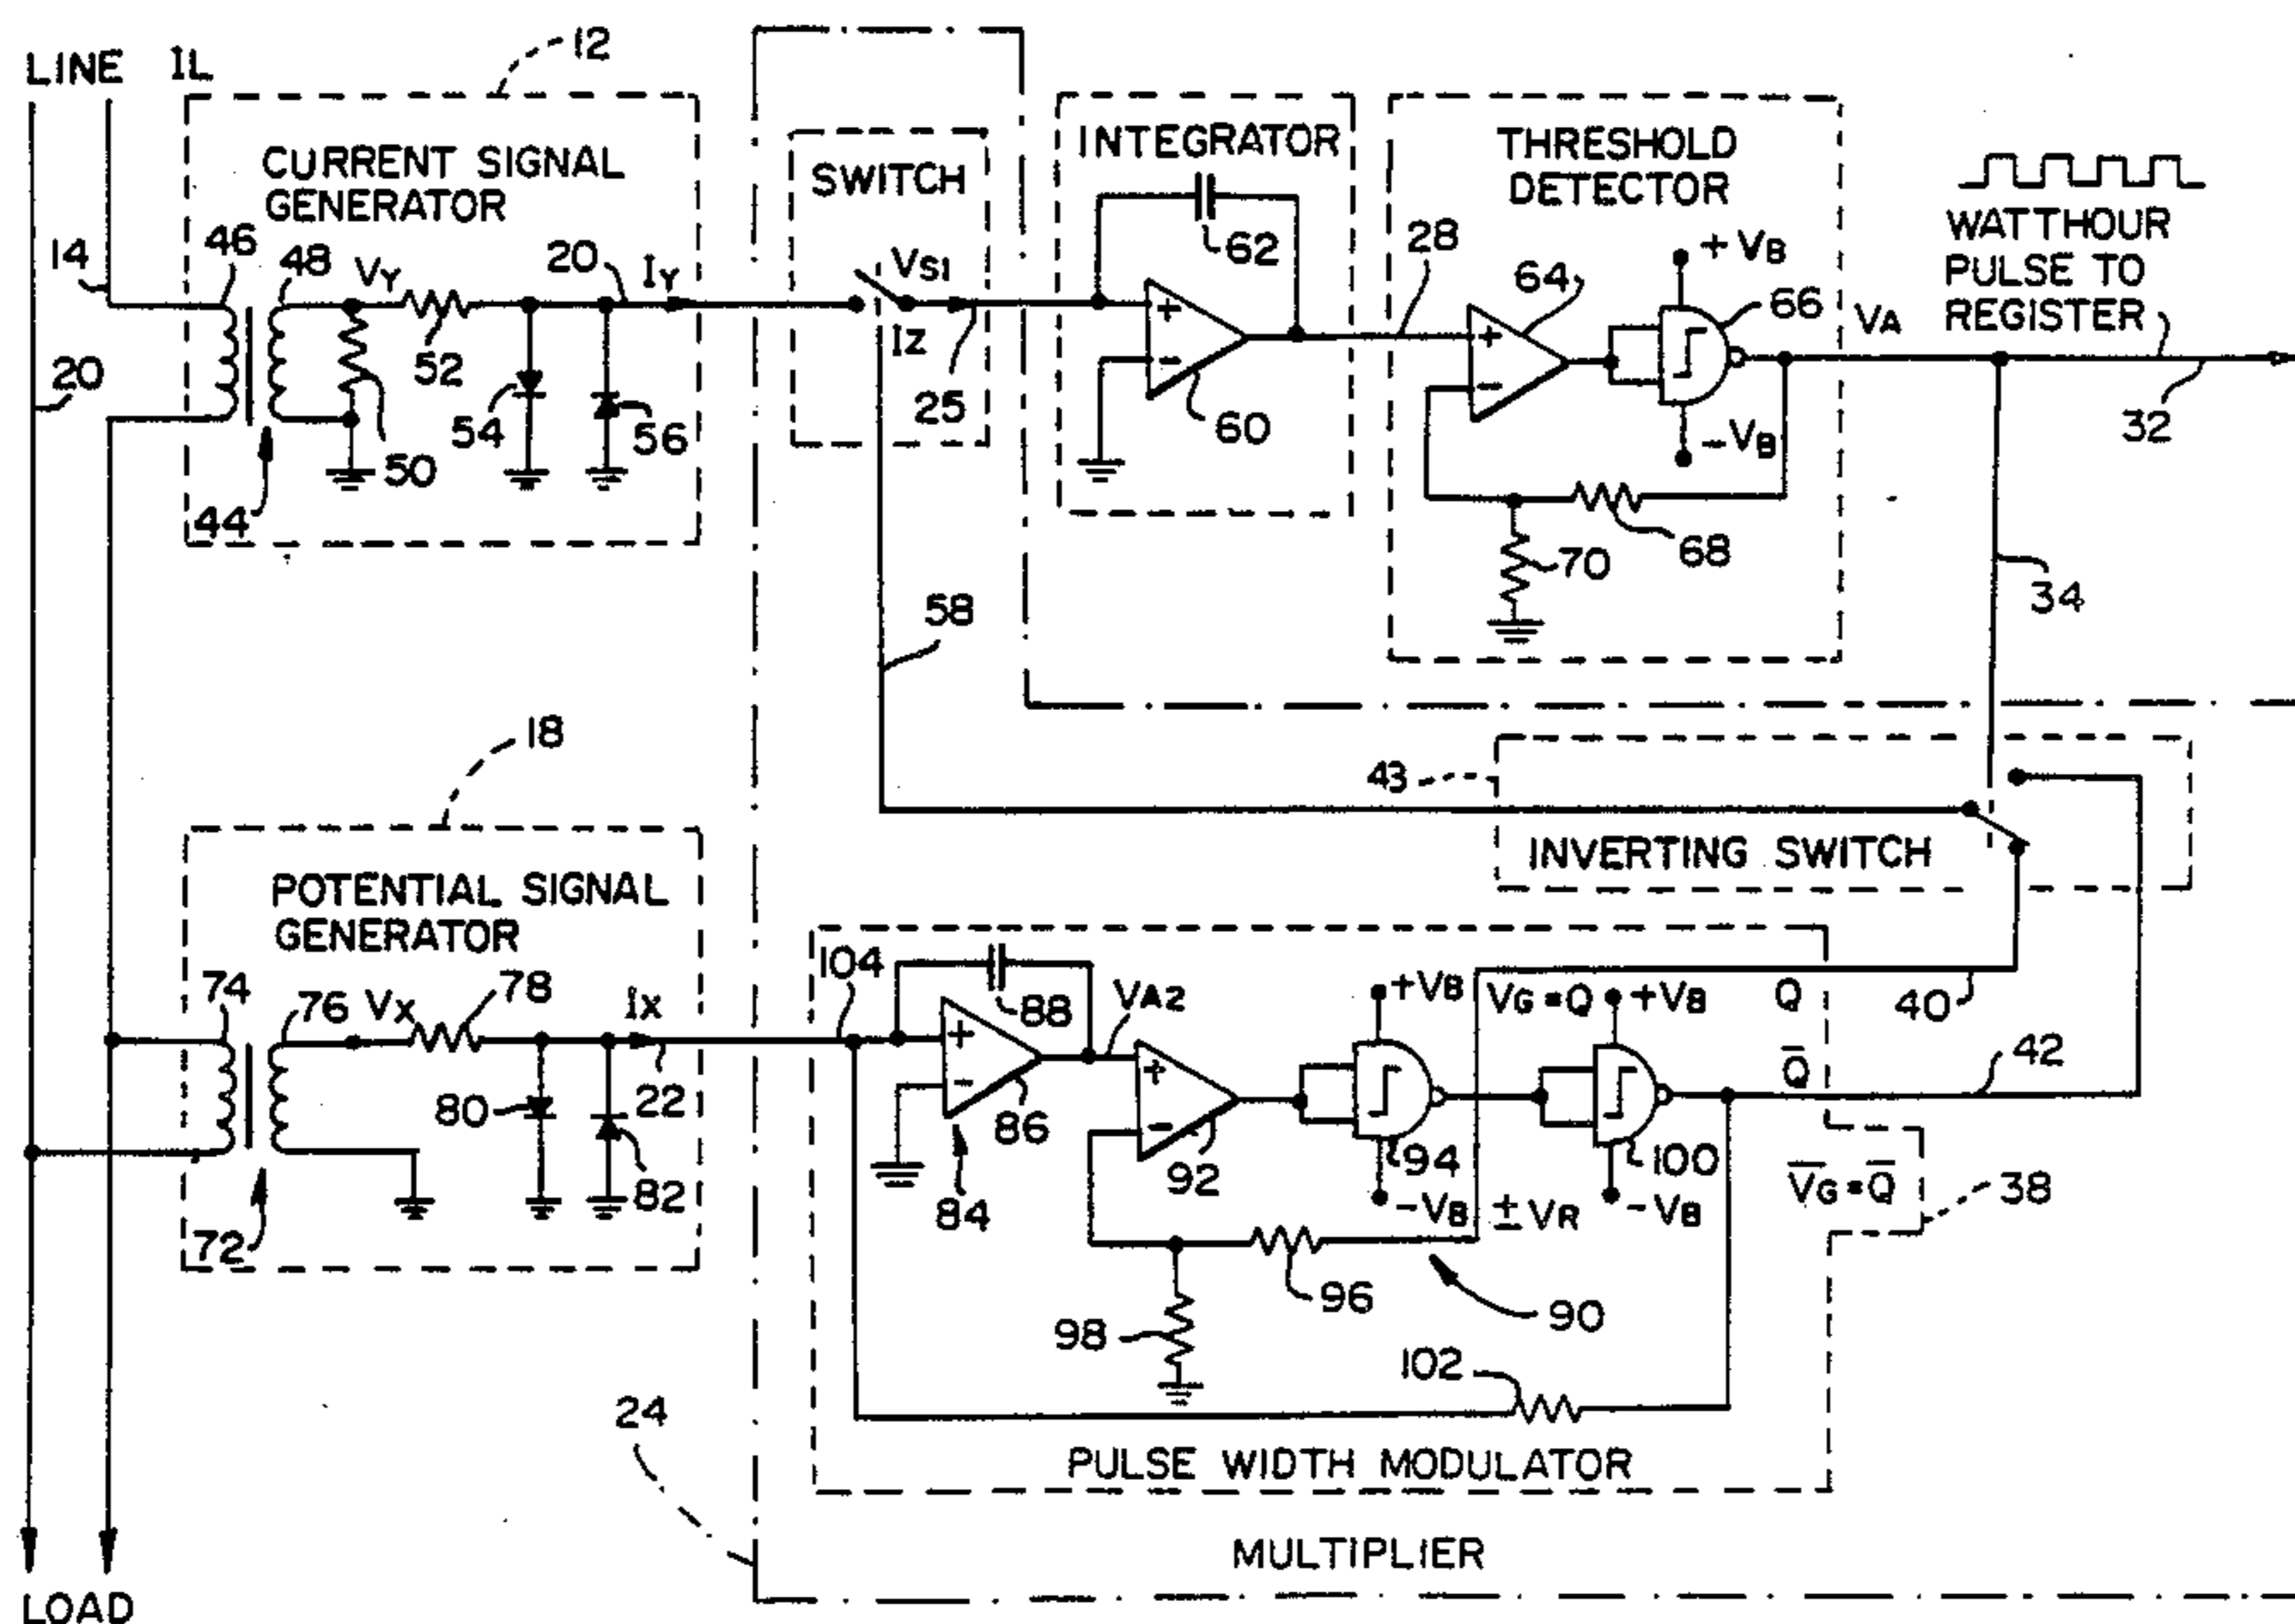 LINE IL
12
CURRENT SIGNAL
GENERATOR
14
46
48
VY
20
IY
52
20
54
56
50
44
SWITCH
VS1
IZ
25
58
INTEGRATOR
62
60
28
THRESHOLD
DETECTOR
64
+VB
66
-VB
68
70
VA
WATTHOUR
PULSE TO
REGISTER
32
34
43
INVERTING SWITCH
18
POTENTIAL SIGNAL
GENERATOR
74
76
VX
78
IX
22
80
82
72
104
88
VA2
86
84
92
+VB
VG=Q
+VB
Q
40
Q̅
42
94
100
-VB
±VR
-VB
V̅G̅=Q̅
38
96
90
98
102
24
PULSE WIDTH MODULATOR
MULTIPLIER
LOAD